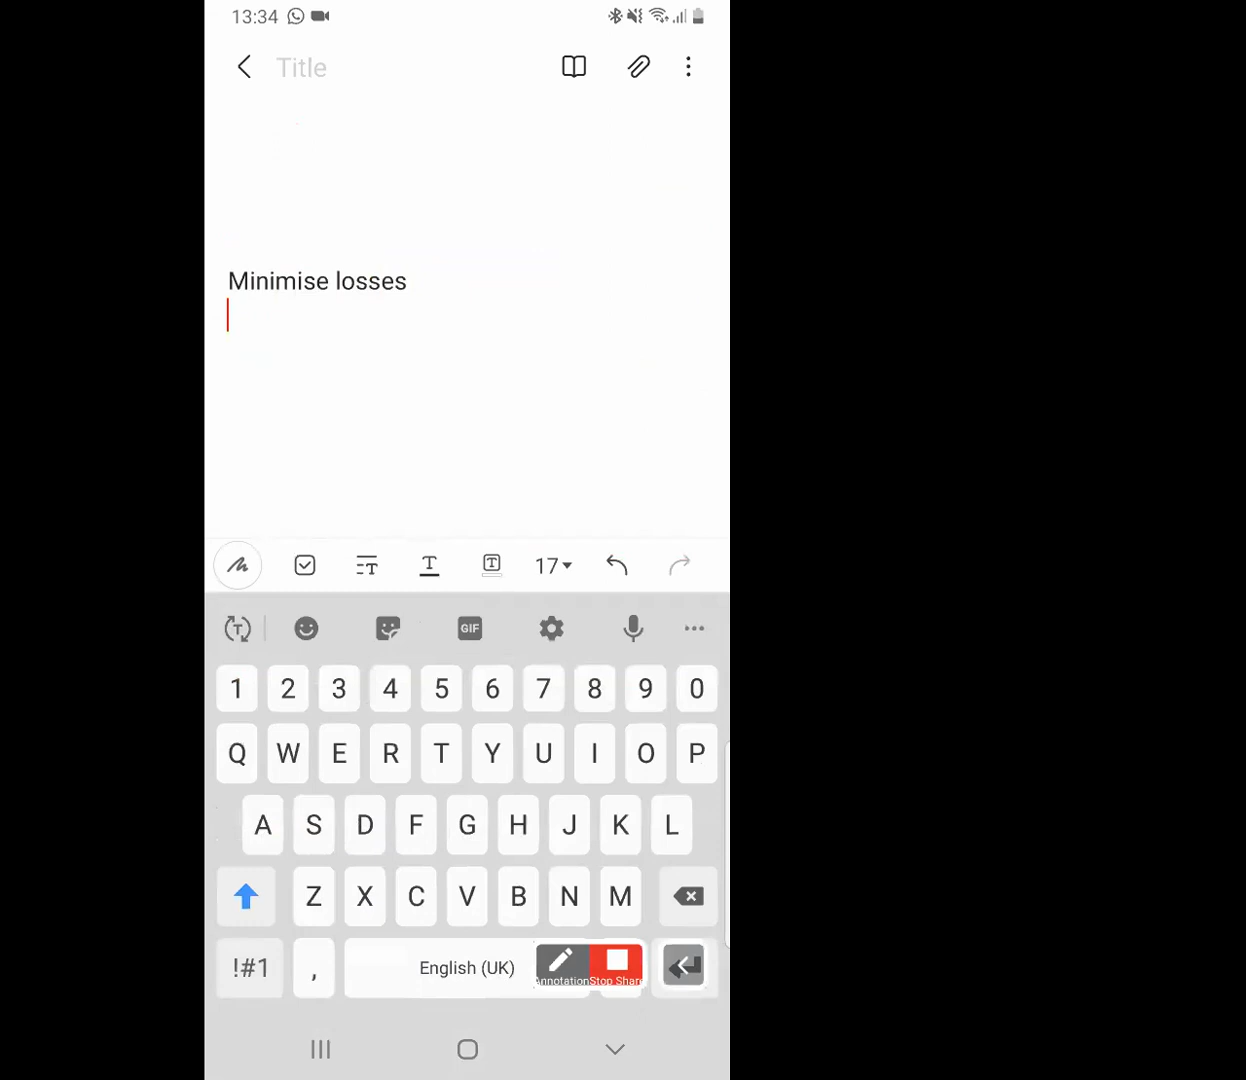 13:34
Title
Minimise losses
17
T
GIF
1 2 3 4 5 6 7 8 9 0
Q W E R T Y U I O P
A S D F G H J K L
Z X C V B N M
!#1 , English (UK)
Annotation Stop Share